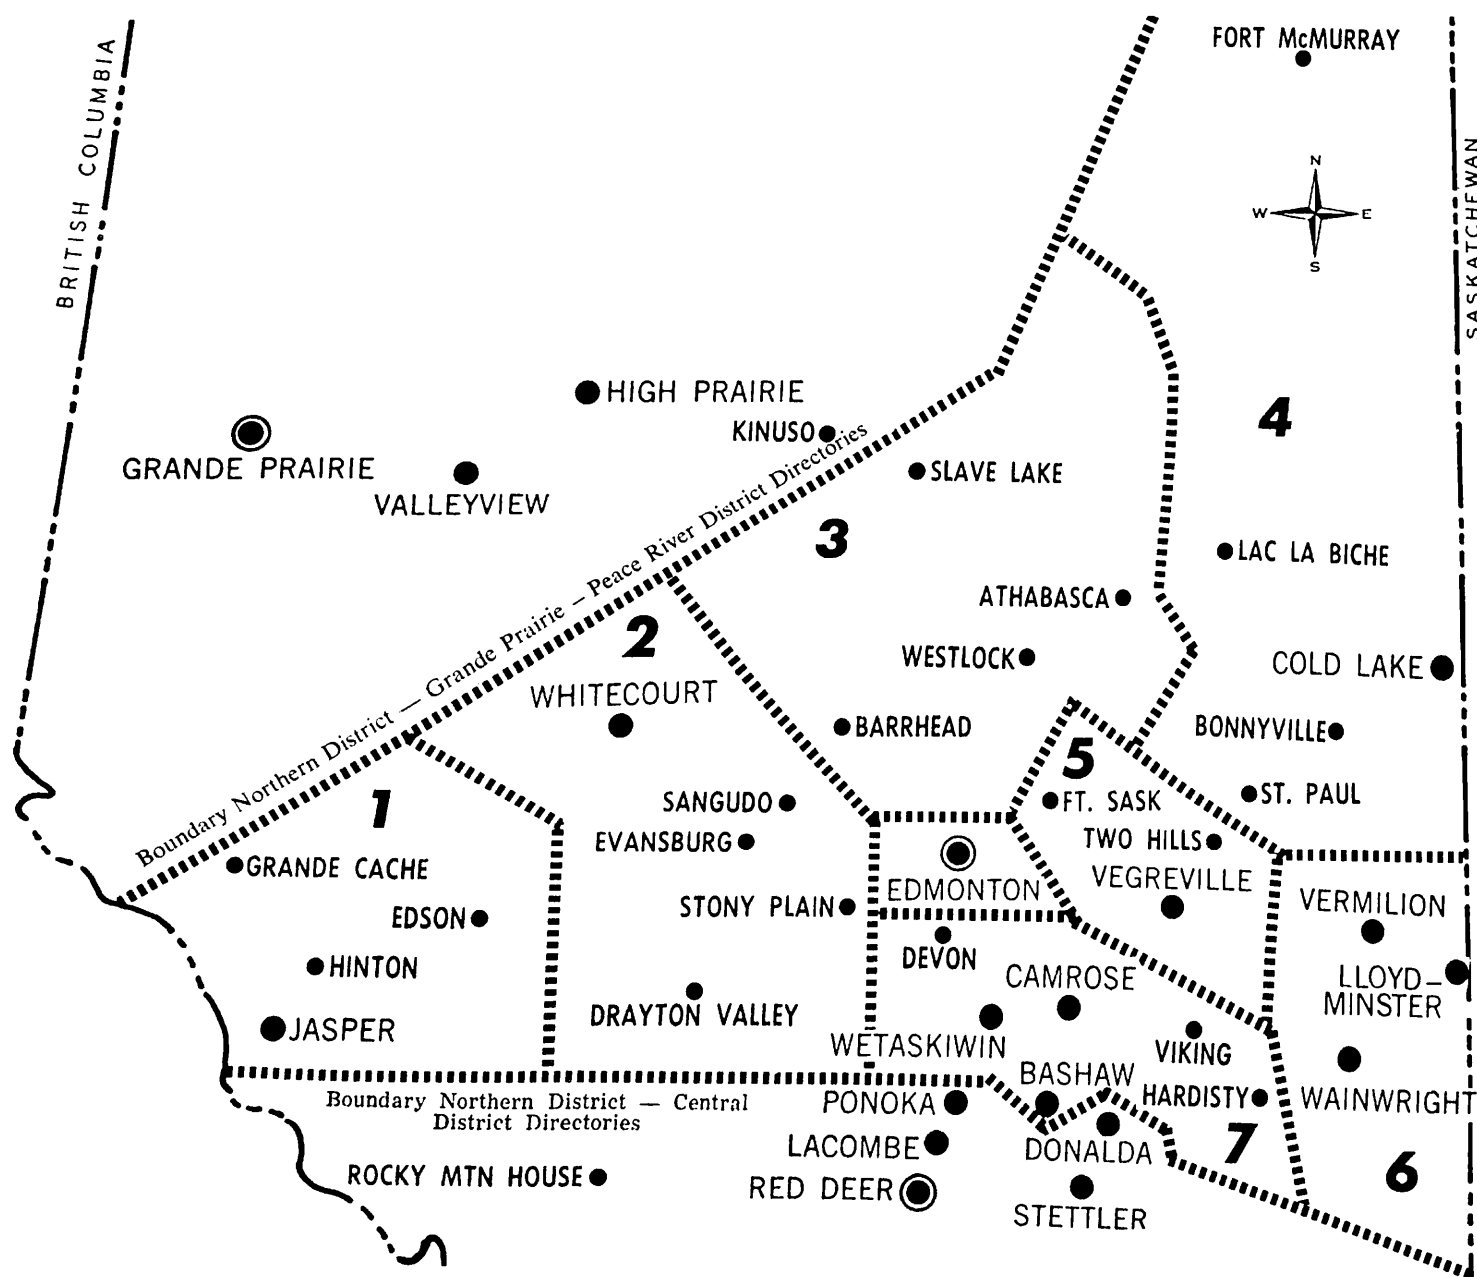 FORT McMURRAY
BRITISH COLUMBIA
SASKATCHEWAN
N
W E
S
HIGH PRAIRIE
KINUSO
GRANDE PRAIRIE
VALLEYVIEW
SLAVE LAKE
4
3
LAC LA BICHE
Boundary Northern District — Grande Prairie – Peace River District Directories
ATHABASCA
2
WESTLOCK
COLD LAKE
WHITECOURT
BARRHEAD
BONNYVILLE
5
1
SANGUDO
FT. SASK
ST. PAUL
EVANSBURG
TWO HILLS
GRANDE CACHE
EDMONTON
VEGREVILLE
STONY PLAIN
VERMILION
EDSON
DEVON
HINTON
CAMROSE
LLOYD–
MINSTER
DRAYTON VALLEY
JASPER
WETASKIWIN
VIKING
BASHAW
HARDISTY
WAINWRIGHT
Boundary Northern District — Central
District Directories
PONOKA
LACOMBE
DONALDA
7
6
ROCKY MTN HOUSE
RED DEER
STETTLER